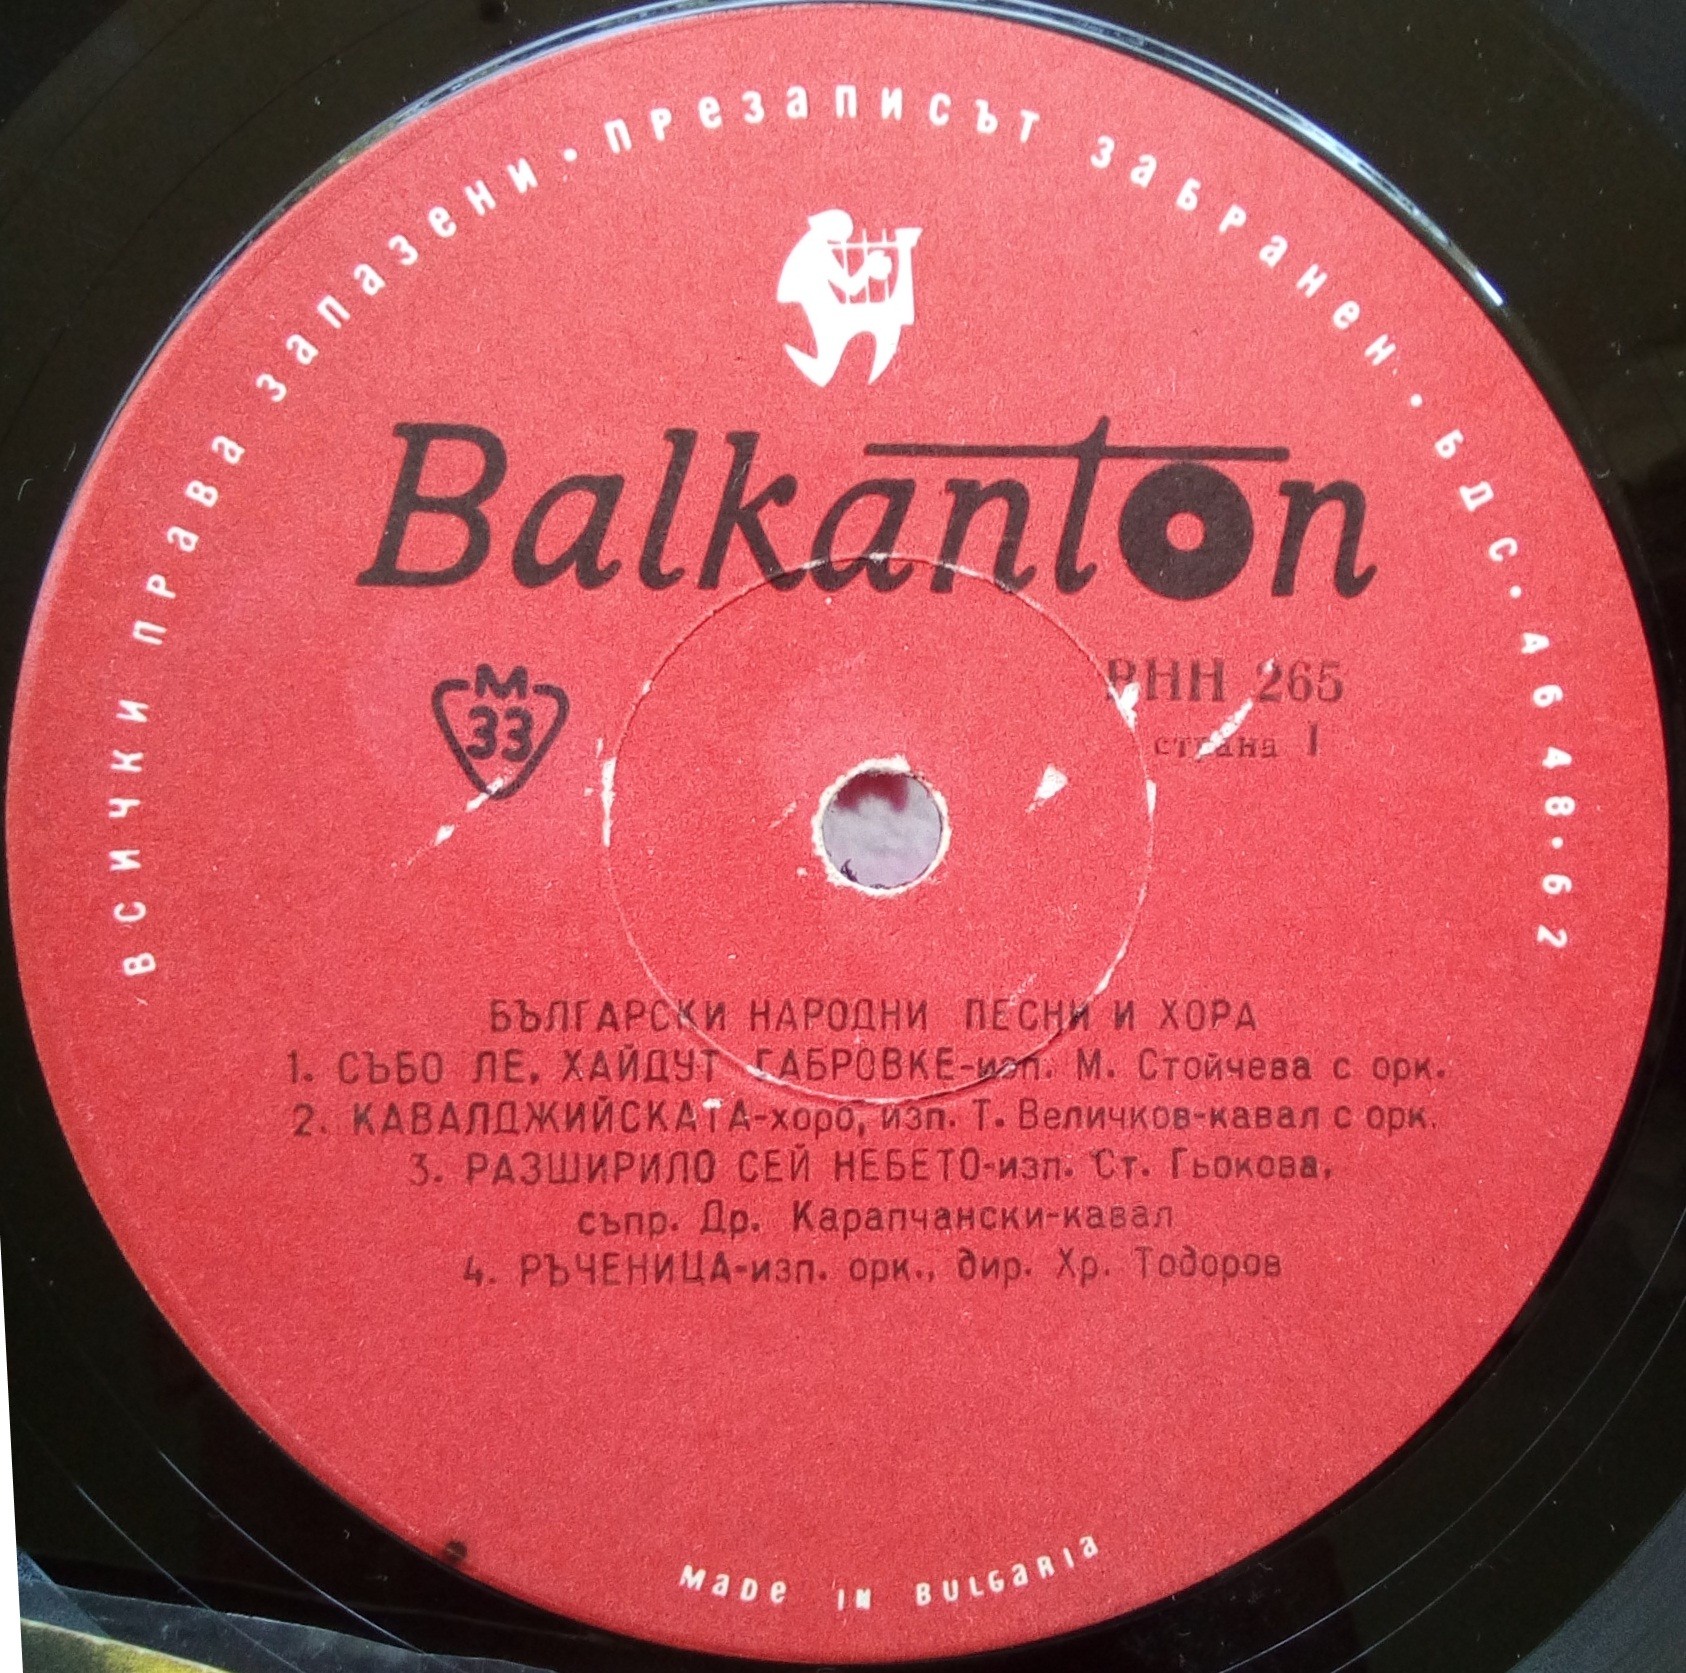 ВСИЧКИ ПРАВА ЗАПАЗЕНИ · ПРЕЗАПИСЪТ ЗАБРАНЕН · БДС · 4648 · 62
Balkanton
М
33
ВНН 265
страна I
БЪЛГАРСКИ НАРОДНИ ПЕСНИ И ХОРА
1. СЪБО ЛЕ, ХАЙДУТ ГАБРОВКЕ-изп. М. Стойчева с орк.
2. КАВАЛДЖИЙСКАТА-хоро, изп. Т. Величков-кавал с орк.
3. РАЗШИРИЛО СЕЙ НЕБЕТО-изп. Ст. Гьокова,
съпр. Др. Карапчански-кавал
4. РЪЧЕНИЦА-изп. орк., дир. Хр. Тодоров
MADE IN BULGARIA